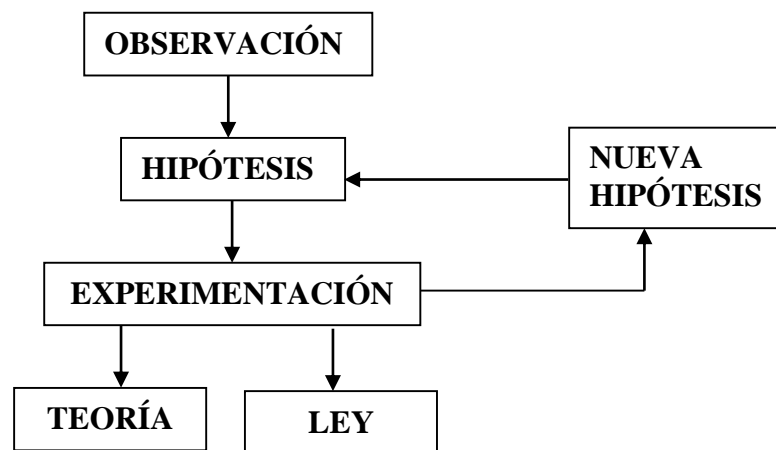 OBSERVACIÓN
HIPÓTESIS
NUEVA
HIPÓTESIS
EXPERIMENTACIÓN
TEORÍA
LEY